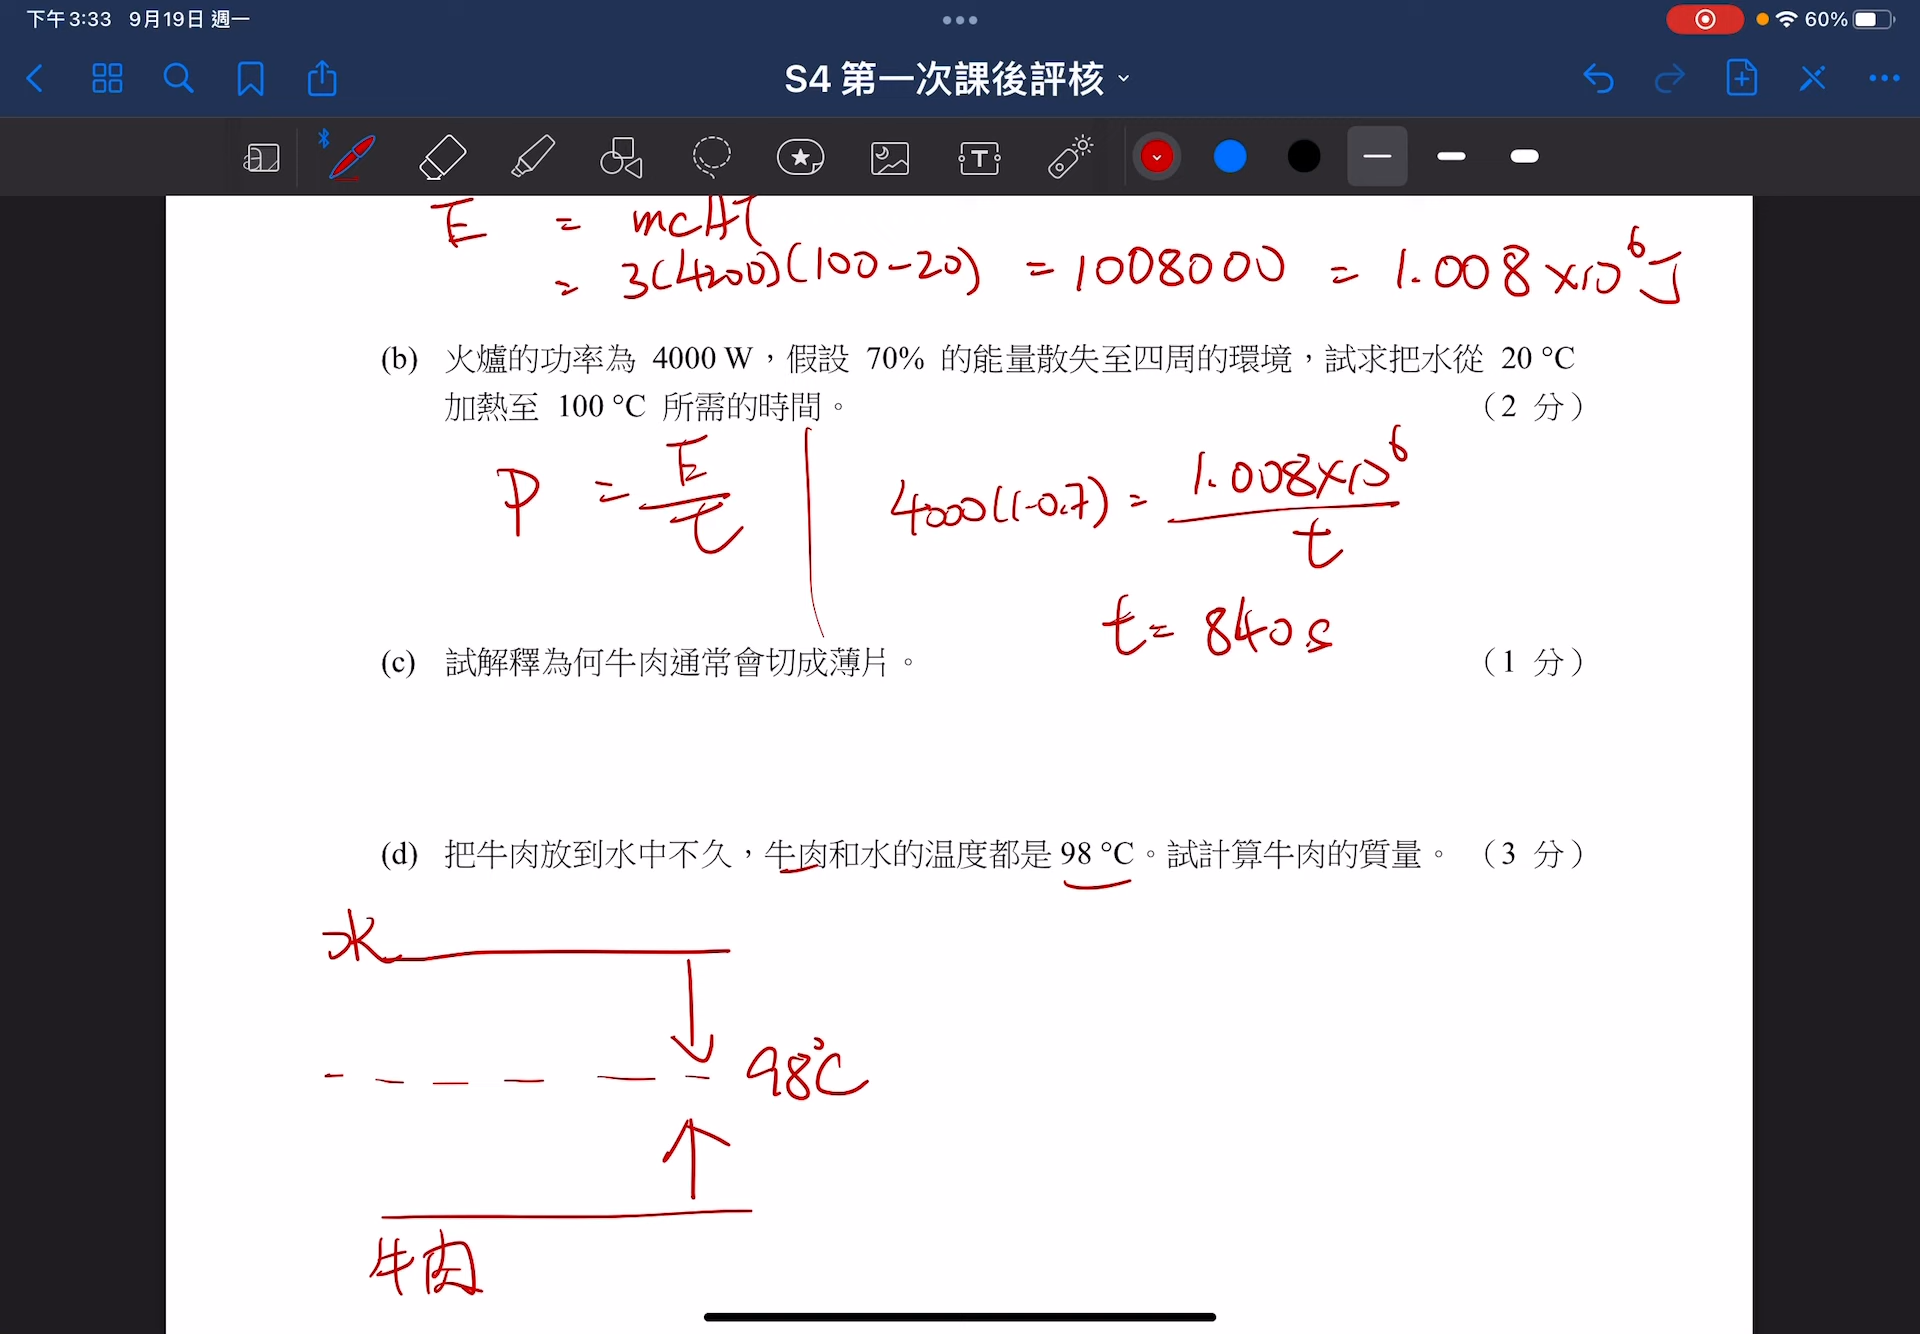 下午3:33 9月19日 週一
60%
S4 第一次課後評核
E = mcΔT
= 3(4200)(100-20) = 1008000 = 1.008 x10^6 J
(b) 火爐的功率為 4000 W，假設 70% 的能量散失至四周的環境，試求把水從 20 °C
加熱至 100 °C 所需的時間。 （2 分）
P = E/t
4000(1-0.7) = 1.008x10^6/t
t = 840s
(c) 試解釋為何牛肉通常會切成薄片。 （1 分）
(d) 把牛肉放到水中不久，牛肉和水的温度都是 98 °C。試計算牛肉的質量。 （3 分）
水
98°C
牛肉